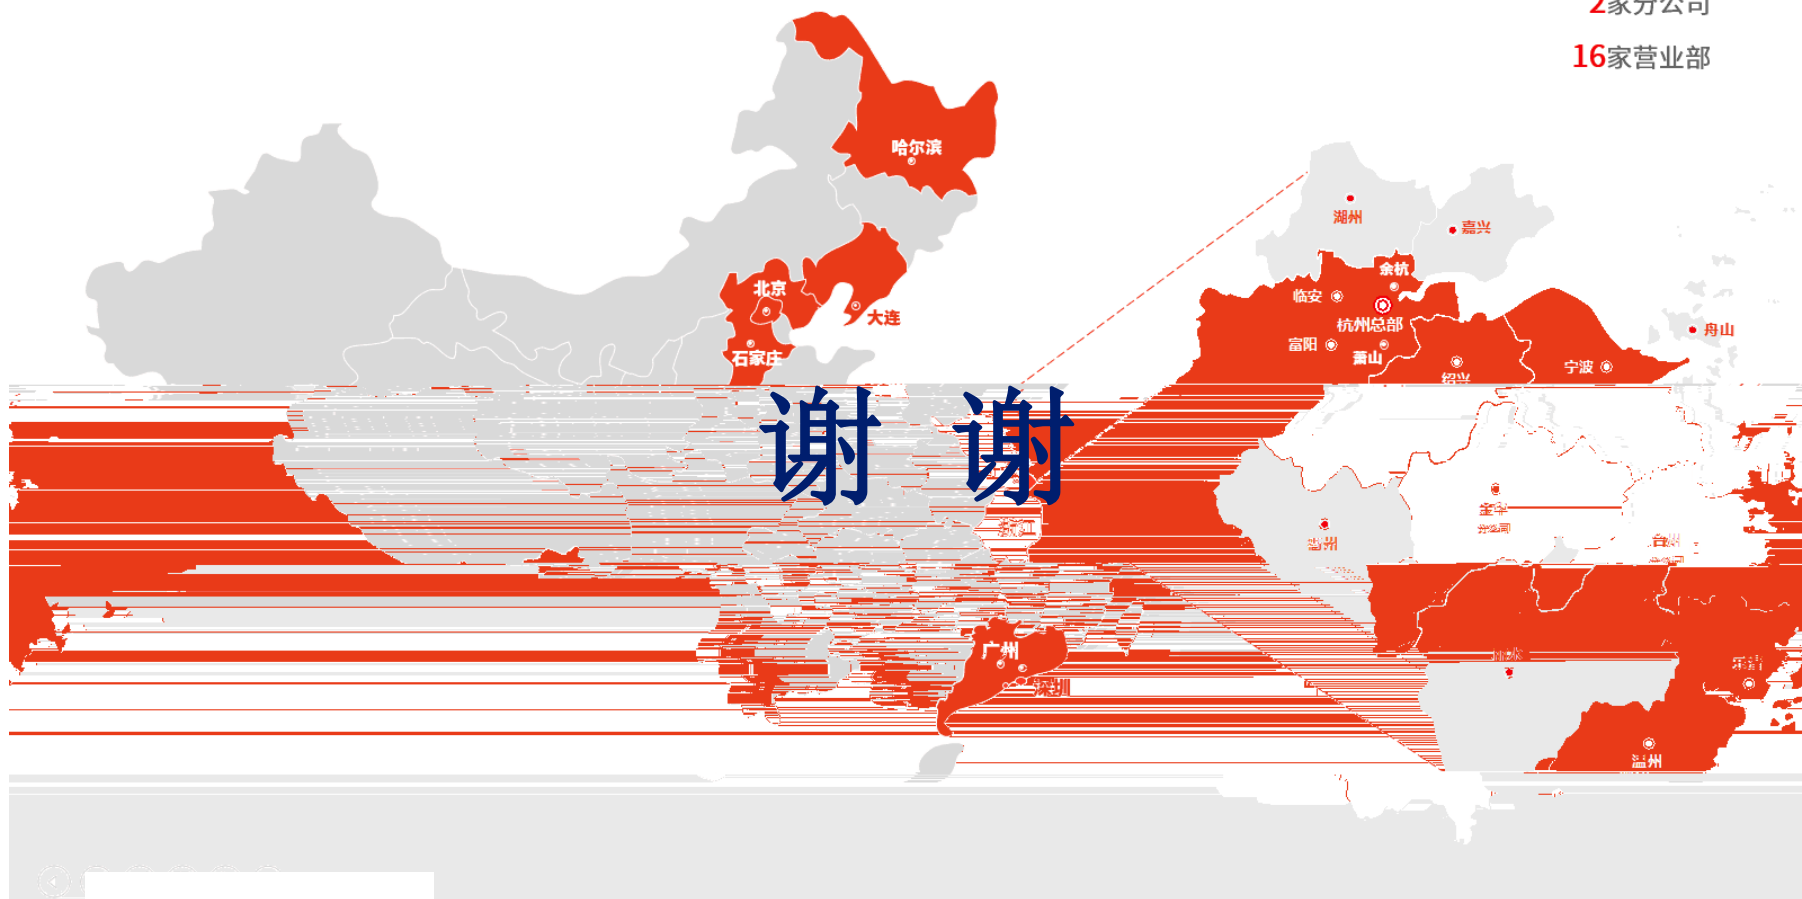 2家分公司
16家营业部
哈尔滨
湖州
嘉兴
余杭
北京
临安
大连
杭州总部
舟山
富阳
萧山
石家庄
宁波
绍兴
谢 谢
广州
深圳
温州